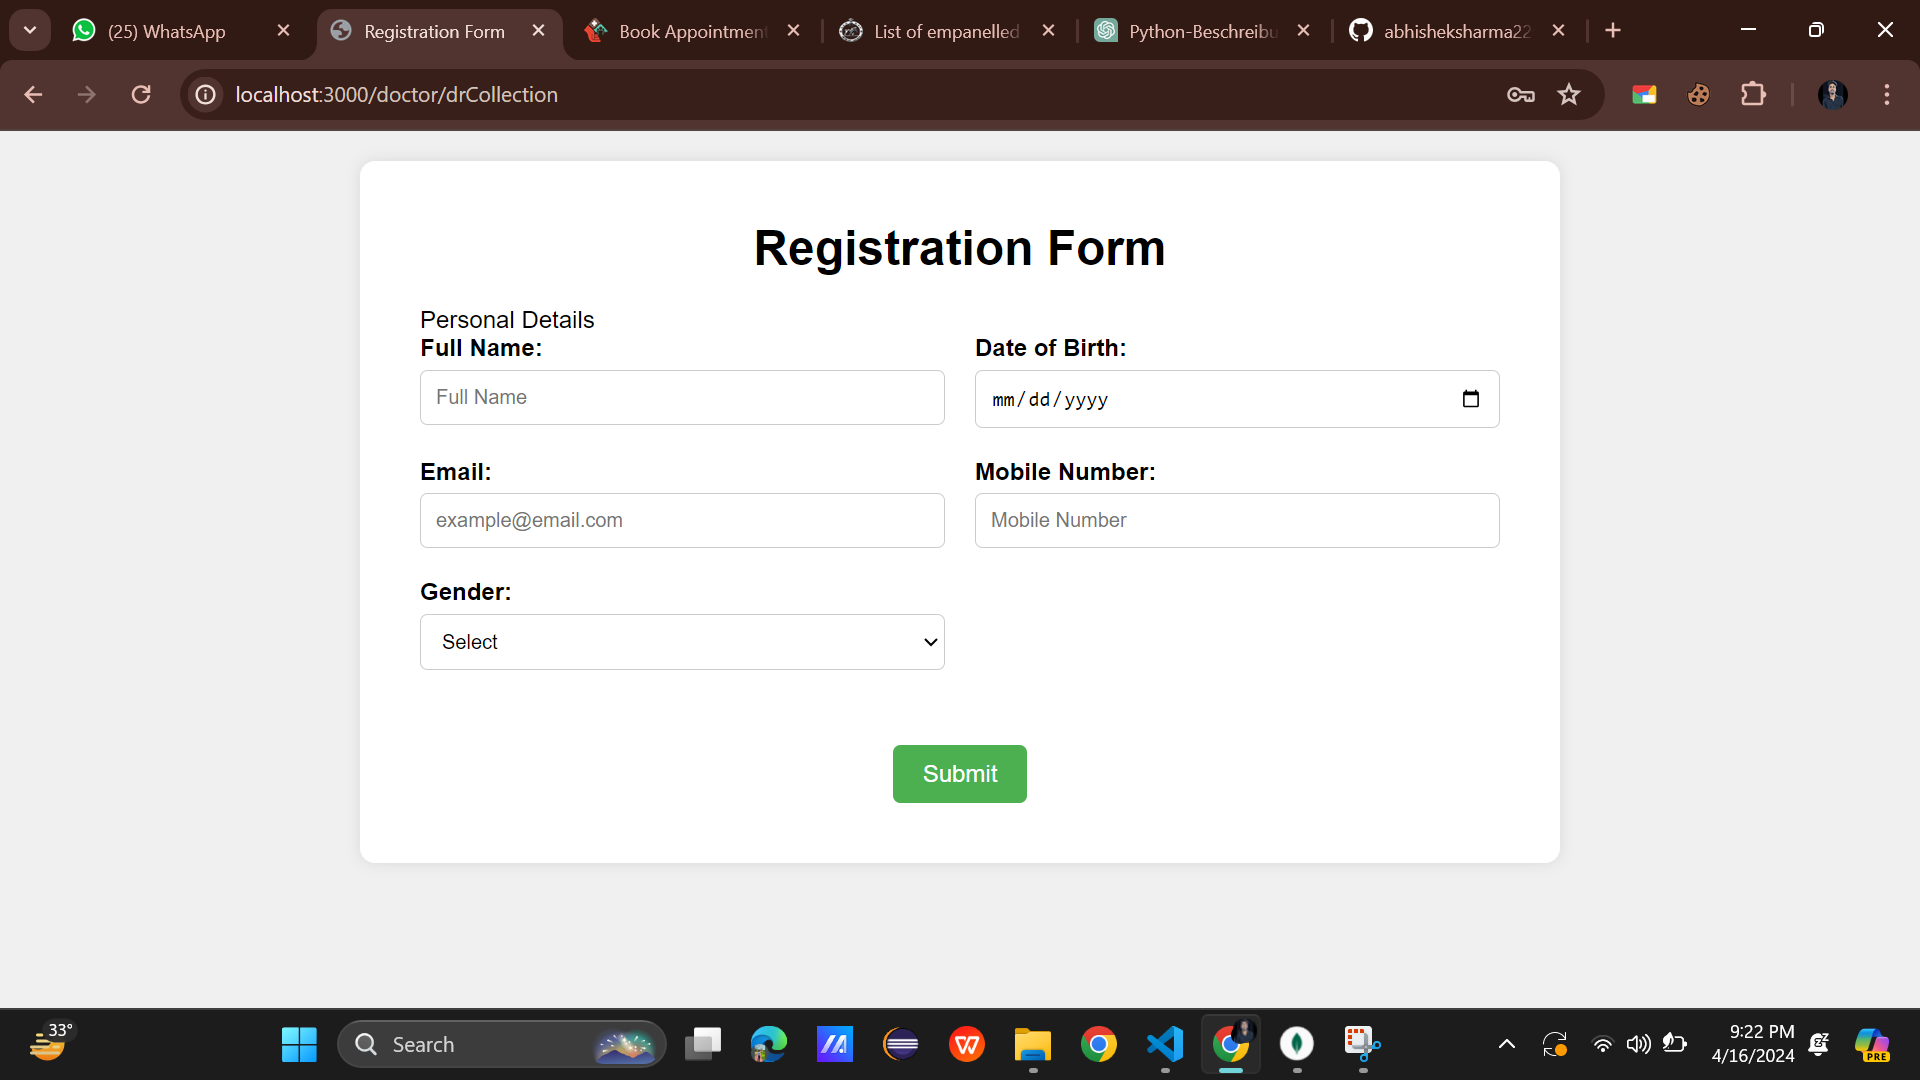 (25) WhatsApp
Registration Form
Book Appointment
List of empanelled
Python-Beschreibu
abhisheksharma22
localhost:3000/doctor/drCollection
Registration Form
Personal Details
Full Name:
Date of Birth:
Full Name
mm/dd/yyyy
Email:
Mobile Number:
example@email.com
Mobile Number
Gender:
Select
Submit
33°
Search
9:22 PM
4/16/2024
PRE